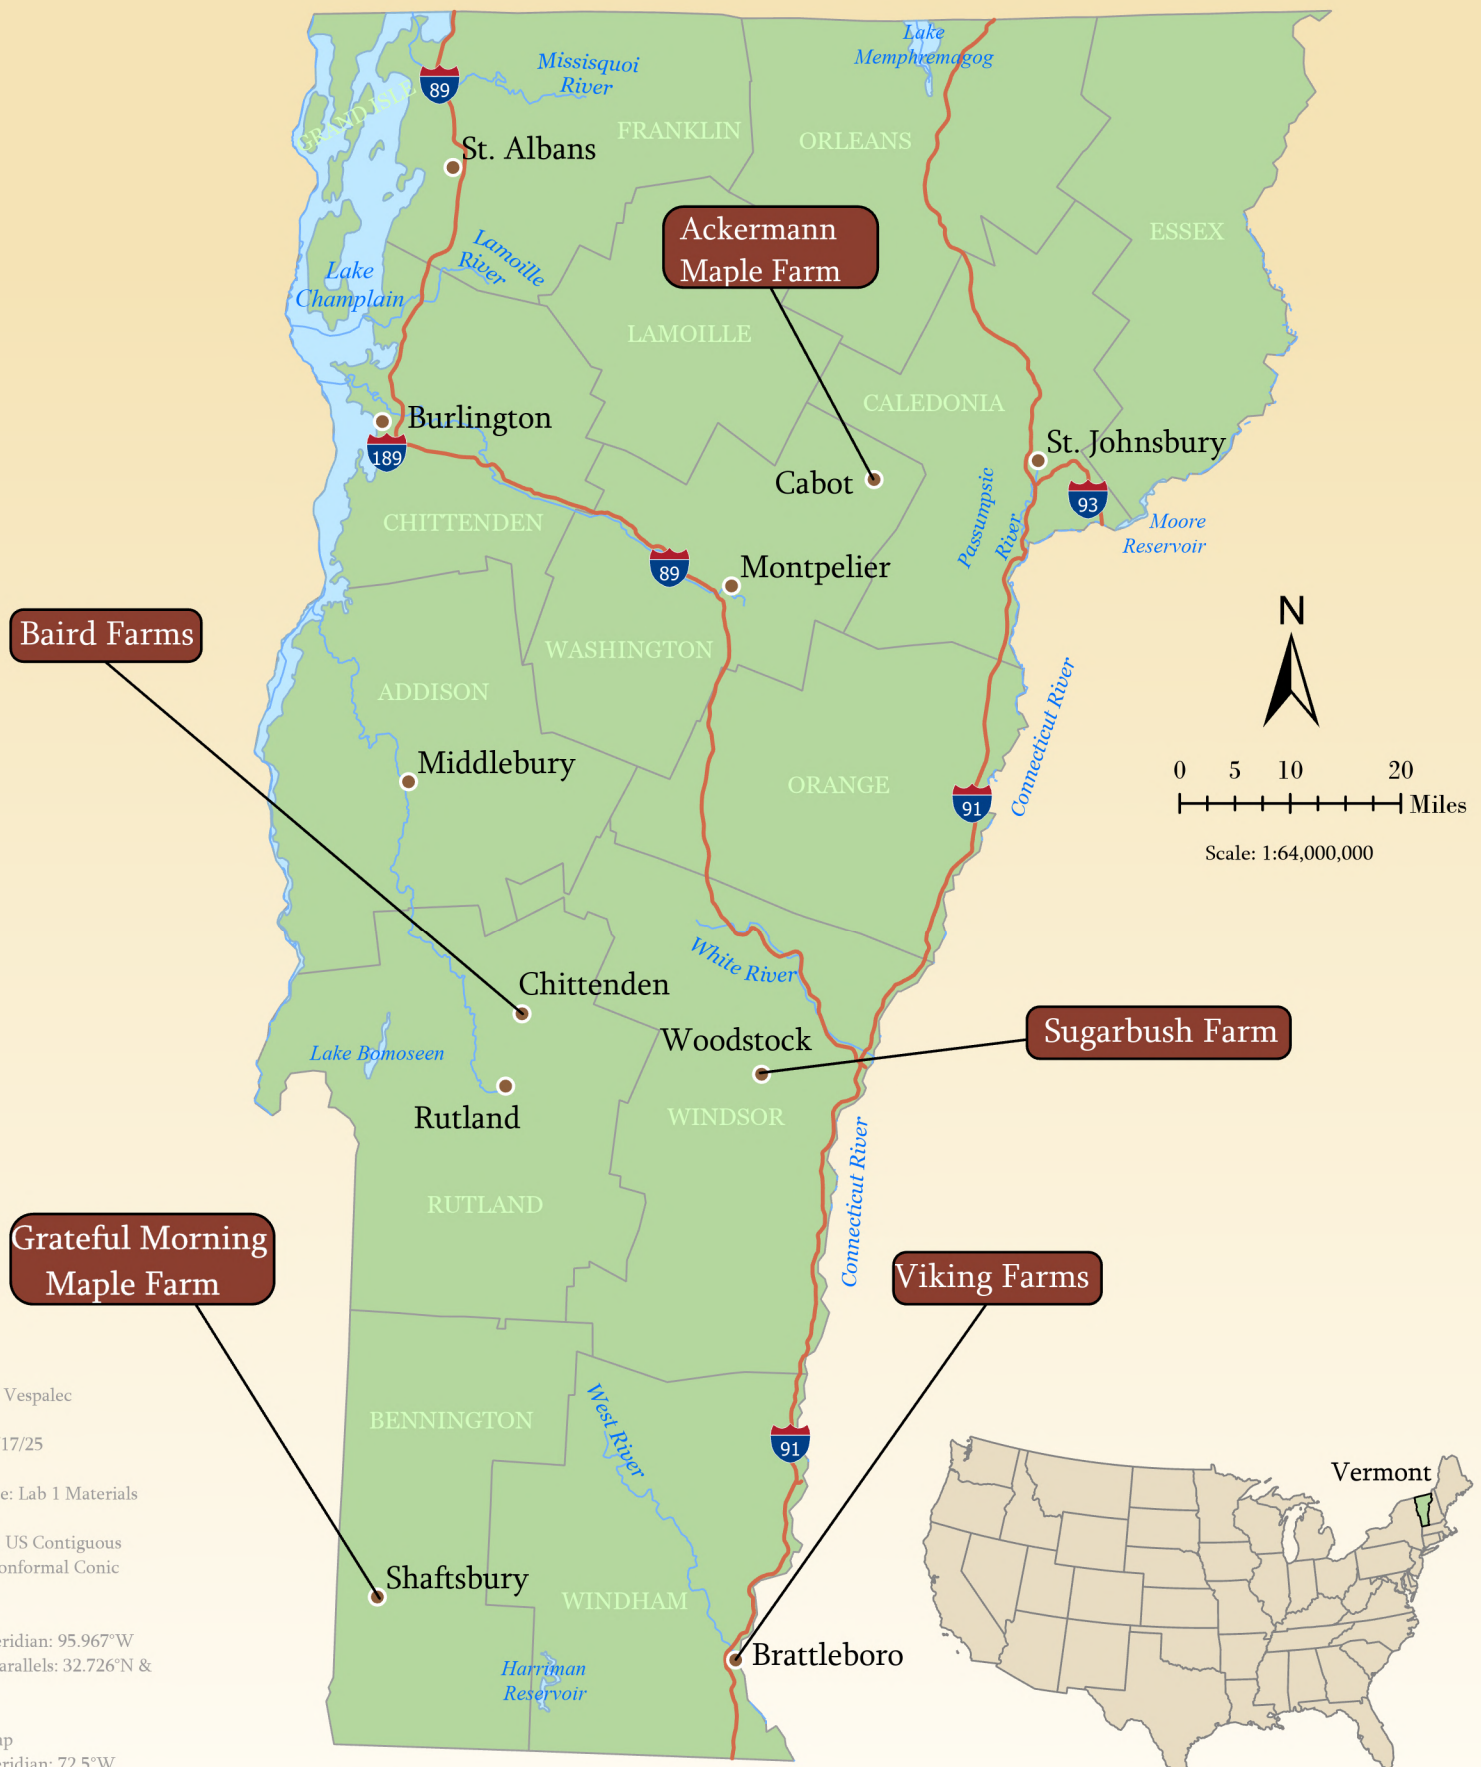 Lake
Memphremagog
Missisquoi
River
89
GRAND ISLE
FRANKLIN
ORLEANS
St. Albans
Ackermann
Maple Farm
ESSEX
Lamoille
River
Lake
Champlain
LAMOILLE
CALEDONIA
Burlington
189
St. Johnsbury
Cabot
93
Passumpsic
River
Moore
Reservoir
CHITTENDEN
89
Montpelier
N
Baird Farms
WASHINGTON
ADDISON
Connecticut River
Middlebury
ORANGE
91
0 5 10 20
Miles
Scale: 1:64,000,000
White River
Chittenden
Woodstock
Sugarbush Farm
Lake Bomoseen
Rutland
WINDSOR
Connecticut River
RUTLAND
Grateful Morning
Maple Farm
Viking Farms
Vespalec
17/25
e: Lab 1 Materials
US Contiguous
onformal Conic
eridian: 95.967°W
arallels: 32.726°N &
ap
eridian: 72.5°W
BENNINGTON
West River
91
Vermont
Shaftsbury
WINDHAM
Brattleboro
Harriman
Reservoir